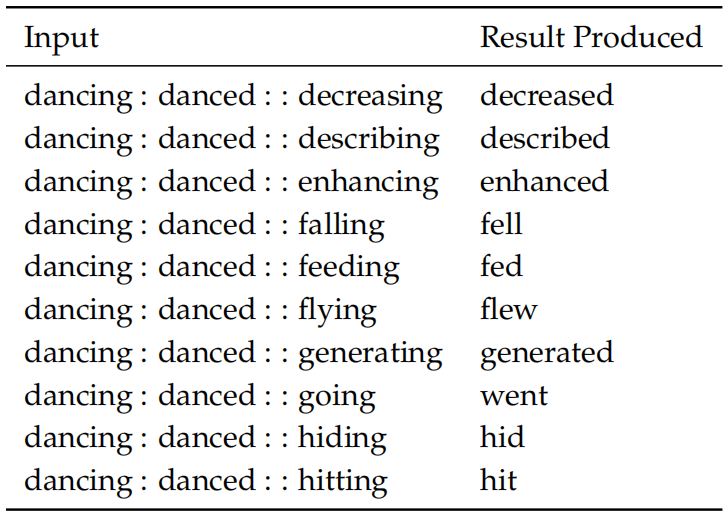 Input Result Produced
dancing : danced : : decreasing decreased
dancing : danced : : describing described
dancing : danced : : enhancing enhanced
dancing : danced : : falling fell
dancing : danced : : feeding fed
dancing : danced : : flying flew
dancing : danced : : generating generated
dancing : danced : : going went
dancing : danced : : hiding hid
dancing : danced : : hitting hit